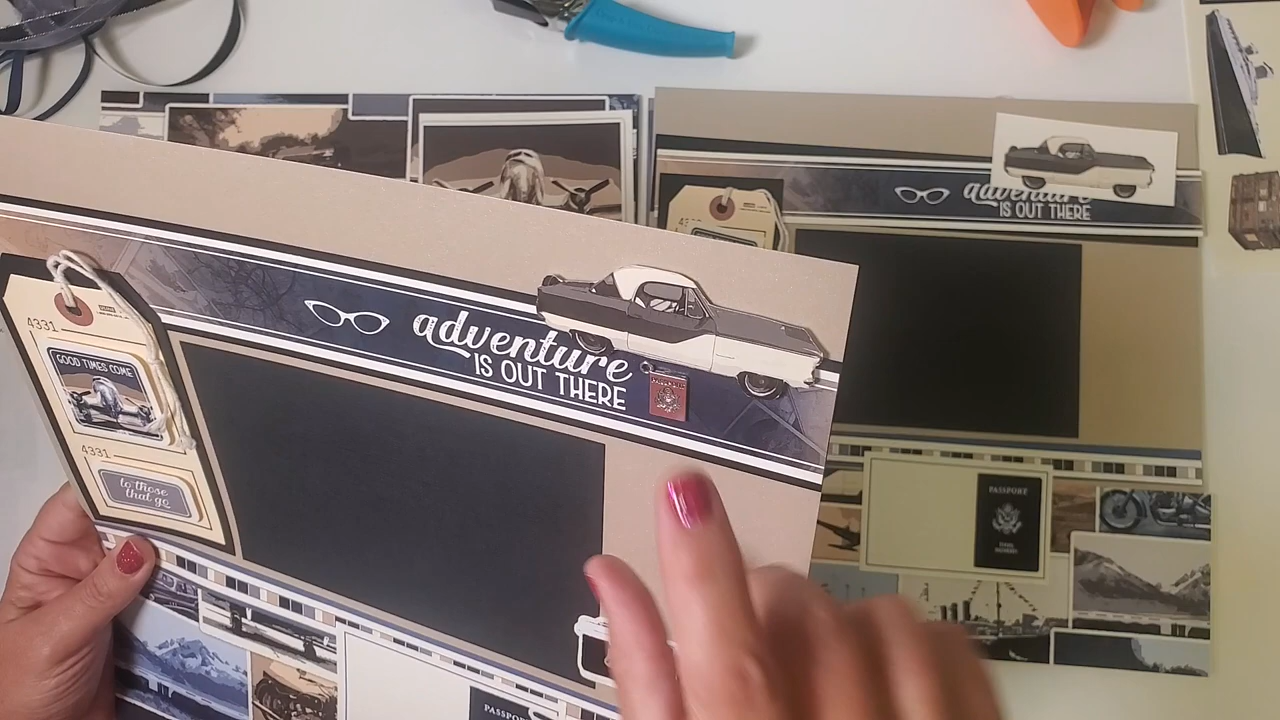 adventure
IS OUT THERE
4331
GOOD TIMES COME
4331
to those
that go
PASSPORT
adventure
IS OUT THERE
PASSPORT